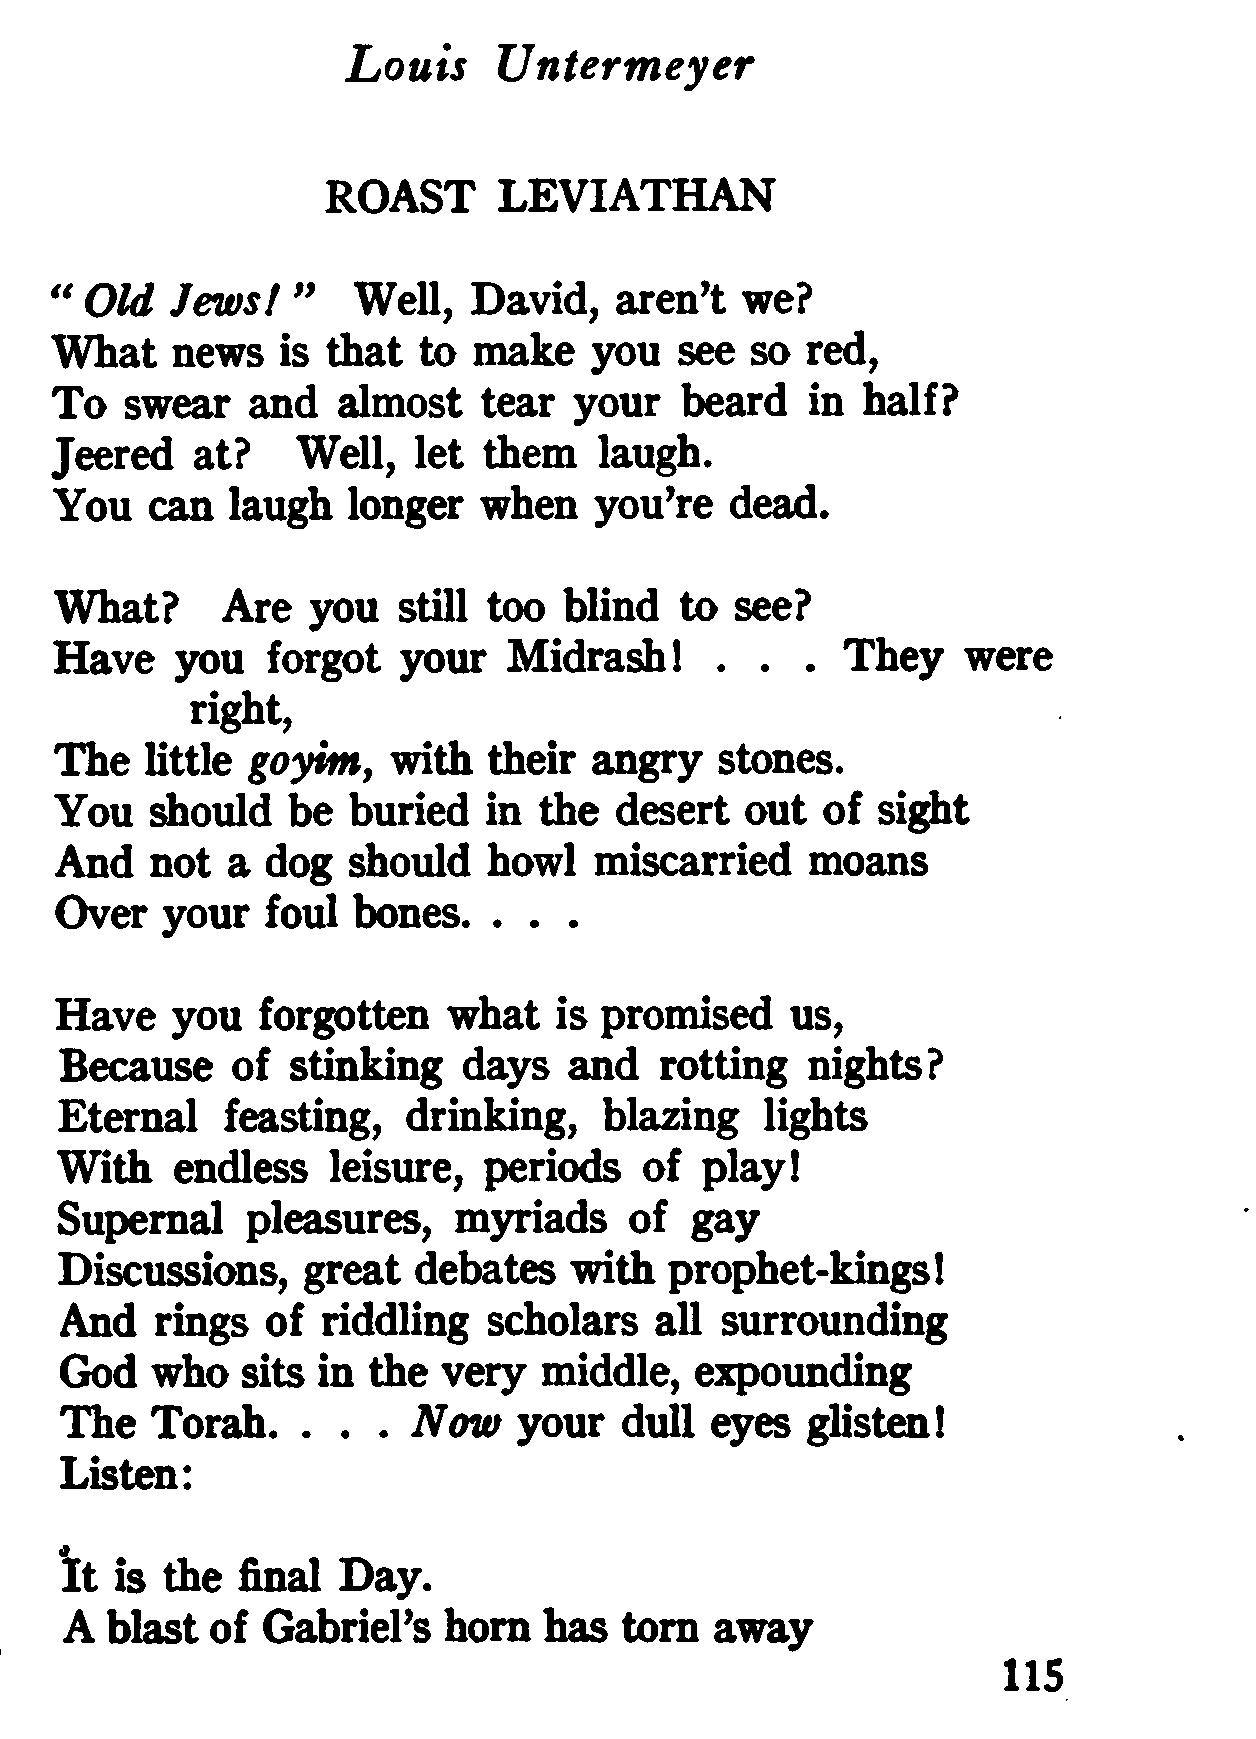 Louis Untermeyer
ROAST LEVIATHAN
“ Old Jews! ” Well, David, aren’t we?
What news is that to make you see so red,
To swear and almost tear your beard in half?
Jeered at? Well, let them laugh.
You can laugh longer when you’re dead.
What? Are you still too blind to see?
Have you forgot your Midrash! . . . They were
right,
The little goyim, with their angry stones.
You should be buried in the desert out of sight
And not a dog should howl miscarried moans
Over your foul bones. . . .
Have you forgotten what is promised us,
Because of stinking days and rotting nights?
Eternal feasting, drinking, blazing lights
With endless leisure, periods of play!
Supernal pleasures, myriads of gay
Discussions, great debates with prophet-kings!
And rings of riddling scholars all surrounding
God who sits in the very middle, expounding
The Torah. . . . Now your dull eyes glisten!
Listen:
It is the final Day.
A blast of Gabriel’s horn has torn away
115